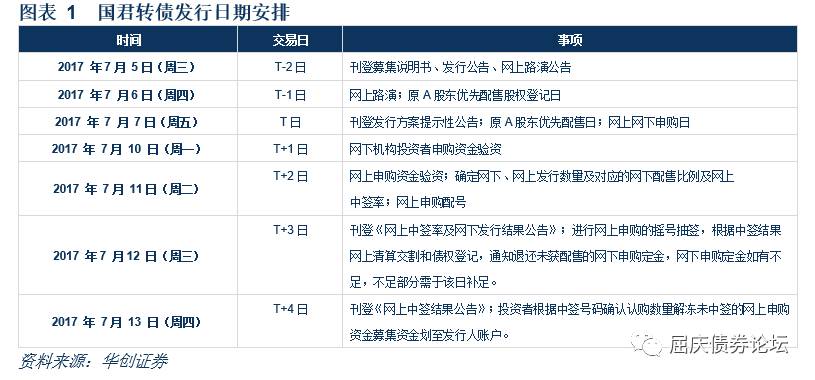 图表 1 国君转债发行日期安排
时间 交易日 事项
2017 年 7 月 5 日（周三） T-2 日 刊登募集说明书、发行公告、网上路演公告
2017 年 7 月 6 日（周四） T-1 日 网上路演；原 A 股东优先配售股权登记日
2017 年 7 月 7 日（周五） T 日 刊登发行方案提示性公告；原 A 股东优先配售日；网上网下申购日
2017 年 7 月 10 日（周一） T+1 日 网下机构投资者申购资金验资
2017 年 7 月 11 日（周二） T+2 日 网上申购资金验资；确定网下、网上发行数量及对应的网下配售比例及网上
中签率；网上申购配号
2017 年 7 月 12 日（周三） T+3 日 刊登《网上中签率及网下发行结果公告》；进行网上申购的摇号抽签，根据中签结果
网上清算交割和债权登记，通知退还未获配售的网下申购定金，网下申购定金如有不
足，不足部分需于该日补足。
2017 年 7 月 13 日（周四） T+4 日 刊登《网上中签结果公告》；投资者根据中签号码确认认购数量解冻未中签的网上申购
资金募集资金划至发行人账户。
资料来源：华创证券
屈庆债券论坛